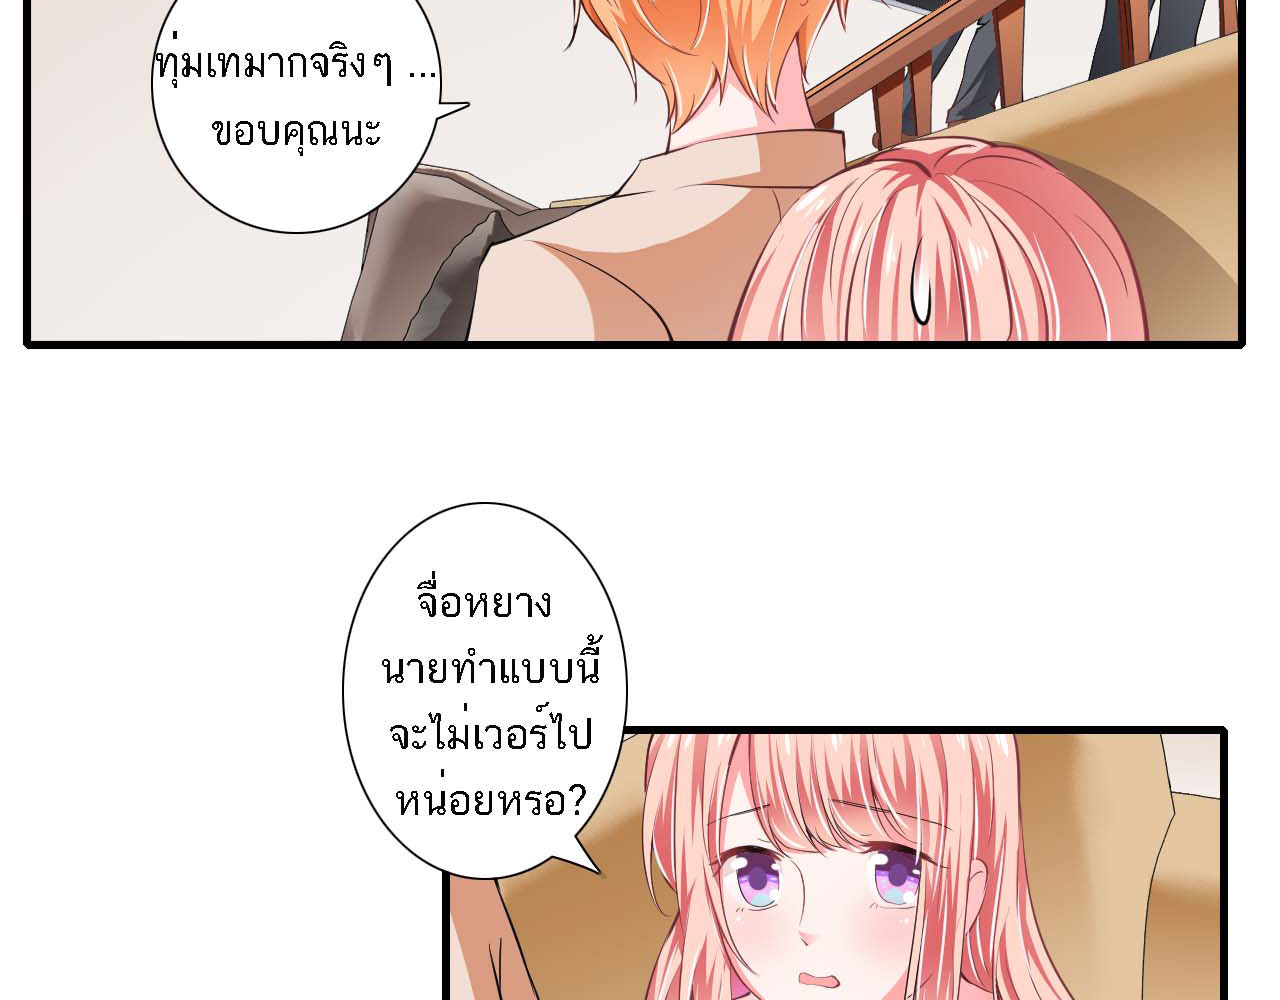 ทุ่มเทมากจริงๆ ...
ขอบคุณนะ
จื่อหยาง
นายทำแบบนี้
จะไม่เวอร์ไป
หน่อยหรอ?